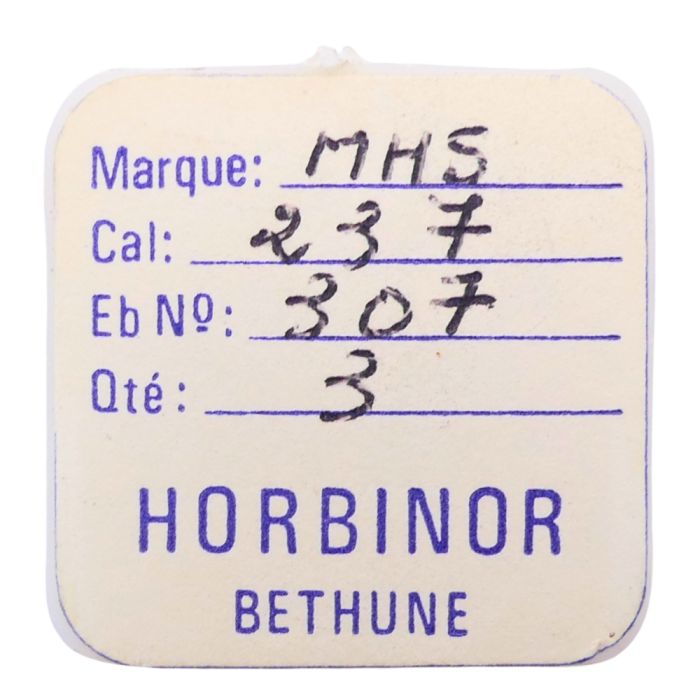 Marque: MHS
Cal: 237
Eb Nº: 307
Qté: 3
HORBINOR
BETHUNE